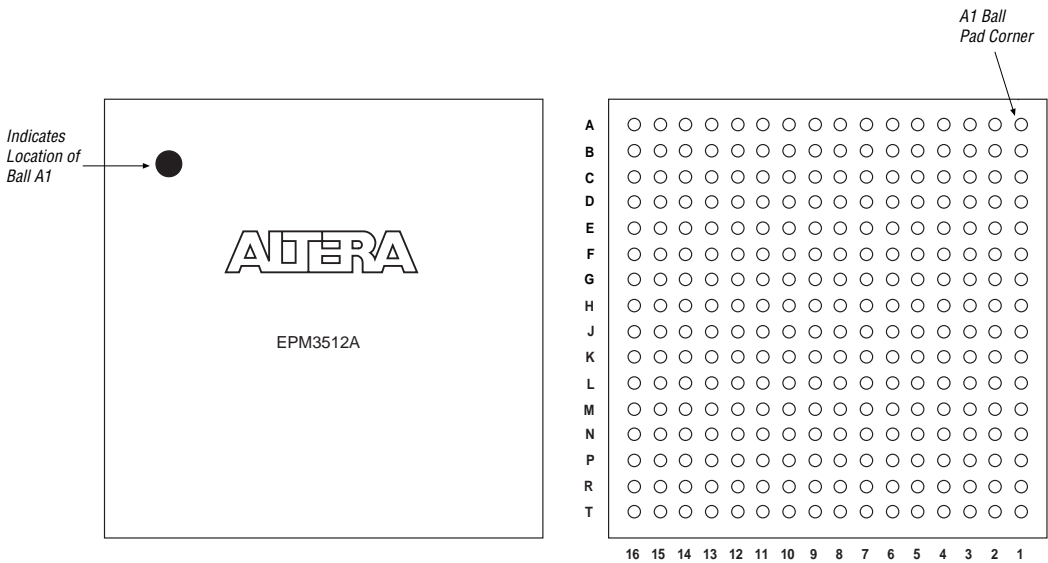 A1 Ball
Pad Corner
Indicates
Location of
Ball A1
ALTERA
EPM3512A
A
B
C
D
E
F
G
H
J
K
L
M
N
P
R
T
16 15 14 13 12 11 10 9 8 7 6 5 4 3 2 1